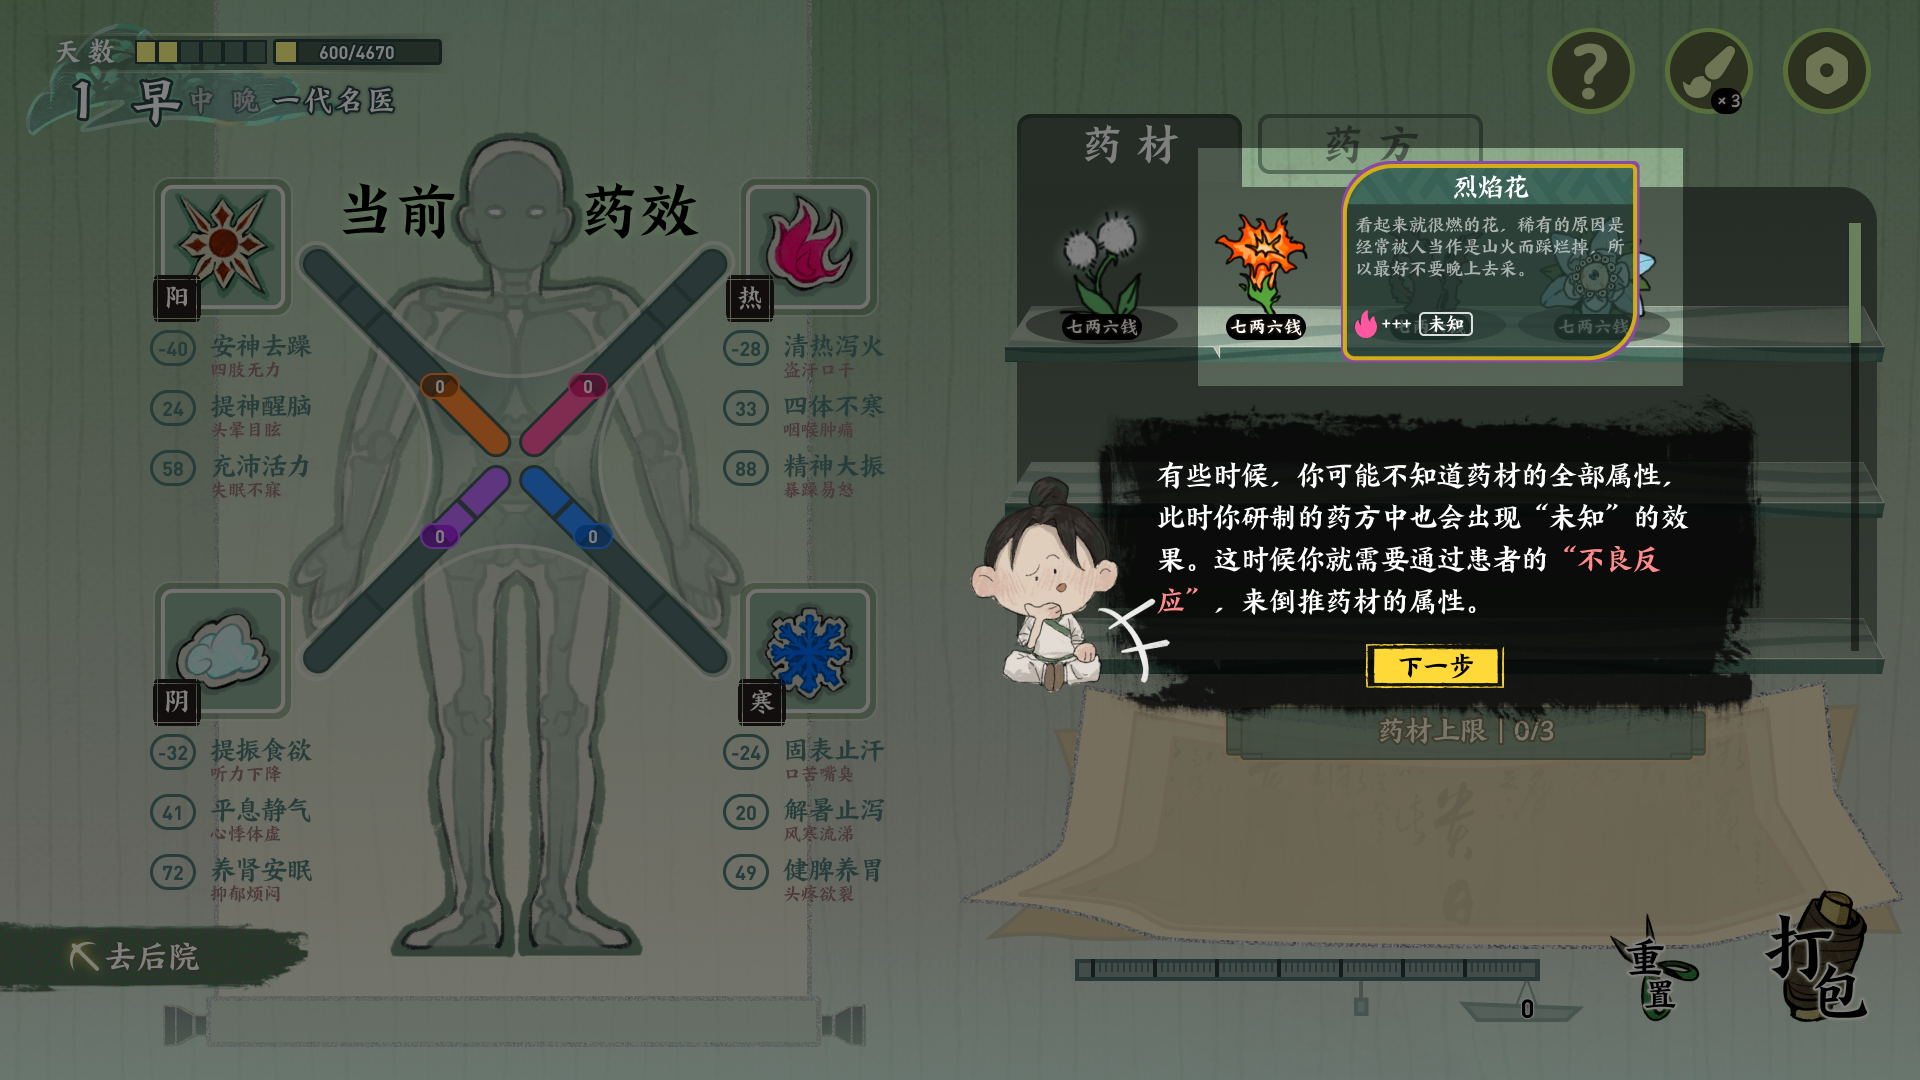 天数
600/4670
1 早 中 晚 一代名医
×3
当前药效
阳
-40 安神去躁
四肢无力
24 提神醒脑
头晕目眩
58 充沛活力
失眠不寐
热
-28 清热泻火
盗汗口干
33 四体不寒
咽喉肿痛
88 精神大振
暴躁易怒
0
0
0
0
阴
-32 提振食欲
听力下降
41 平息静气
心悸体虚
72 养肾安眠
抑郁烦闷
寒
-24 固表止汗
口苦嘴臭
20 解暑止泻
风寒流涕
49 健脾养胃
头疼欲裂
去后院
药材
药方
七两六钱
七两六钱
七两六钱
烈焰花
看起来就很燃的花，稀有的原因是
经常被人当作是山火而踩烂掉，所
以最好不要晚上去采。
+++ 未知
有些时候，你可能不知道药材的全部属性，
此时你研制的药方中也会出现“未知”的效
果。这时候你就需要通过患者的“不良反
应”，来倒推药材的属性。
下一步
药材上限 | 0/3
0
重置
打包